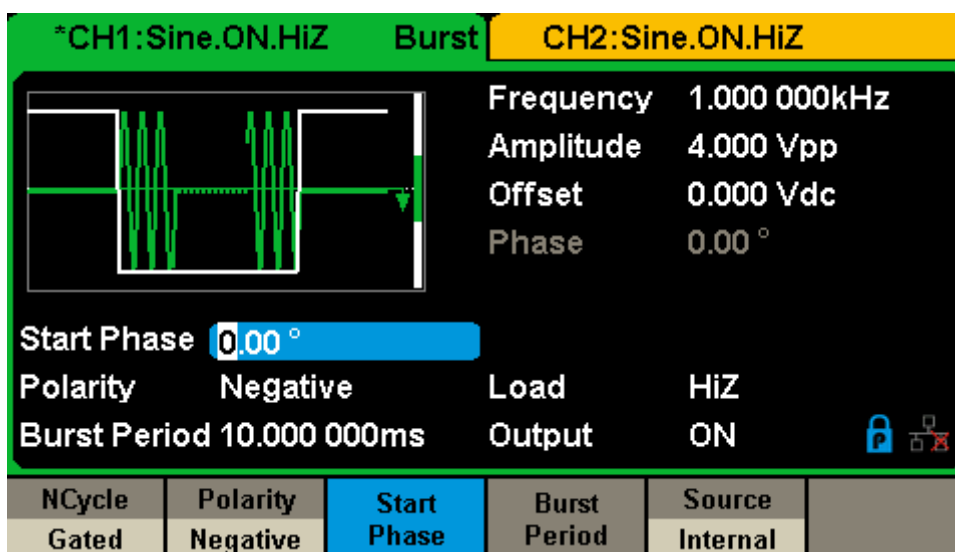 *CH1:Sine.ON.HiZ Burst CH2:Sine.ON.HiZ
Frequency 1.000 000kHz
Amplitude 4.000 Vpp
Offset 0.000 Vdc
Phase 0.00 °
Start Phase 0.00 °
Polarity Negative Load HiZ
Burst Period 10.000 000ms Output ON P
NCycle Polarity Start Burst Source
Gated Negative Phase Period Internal